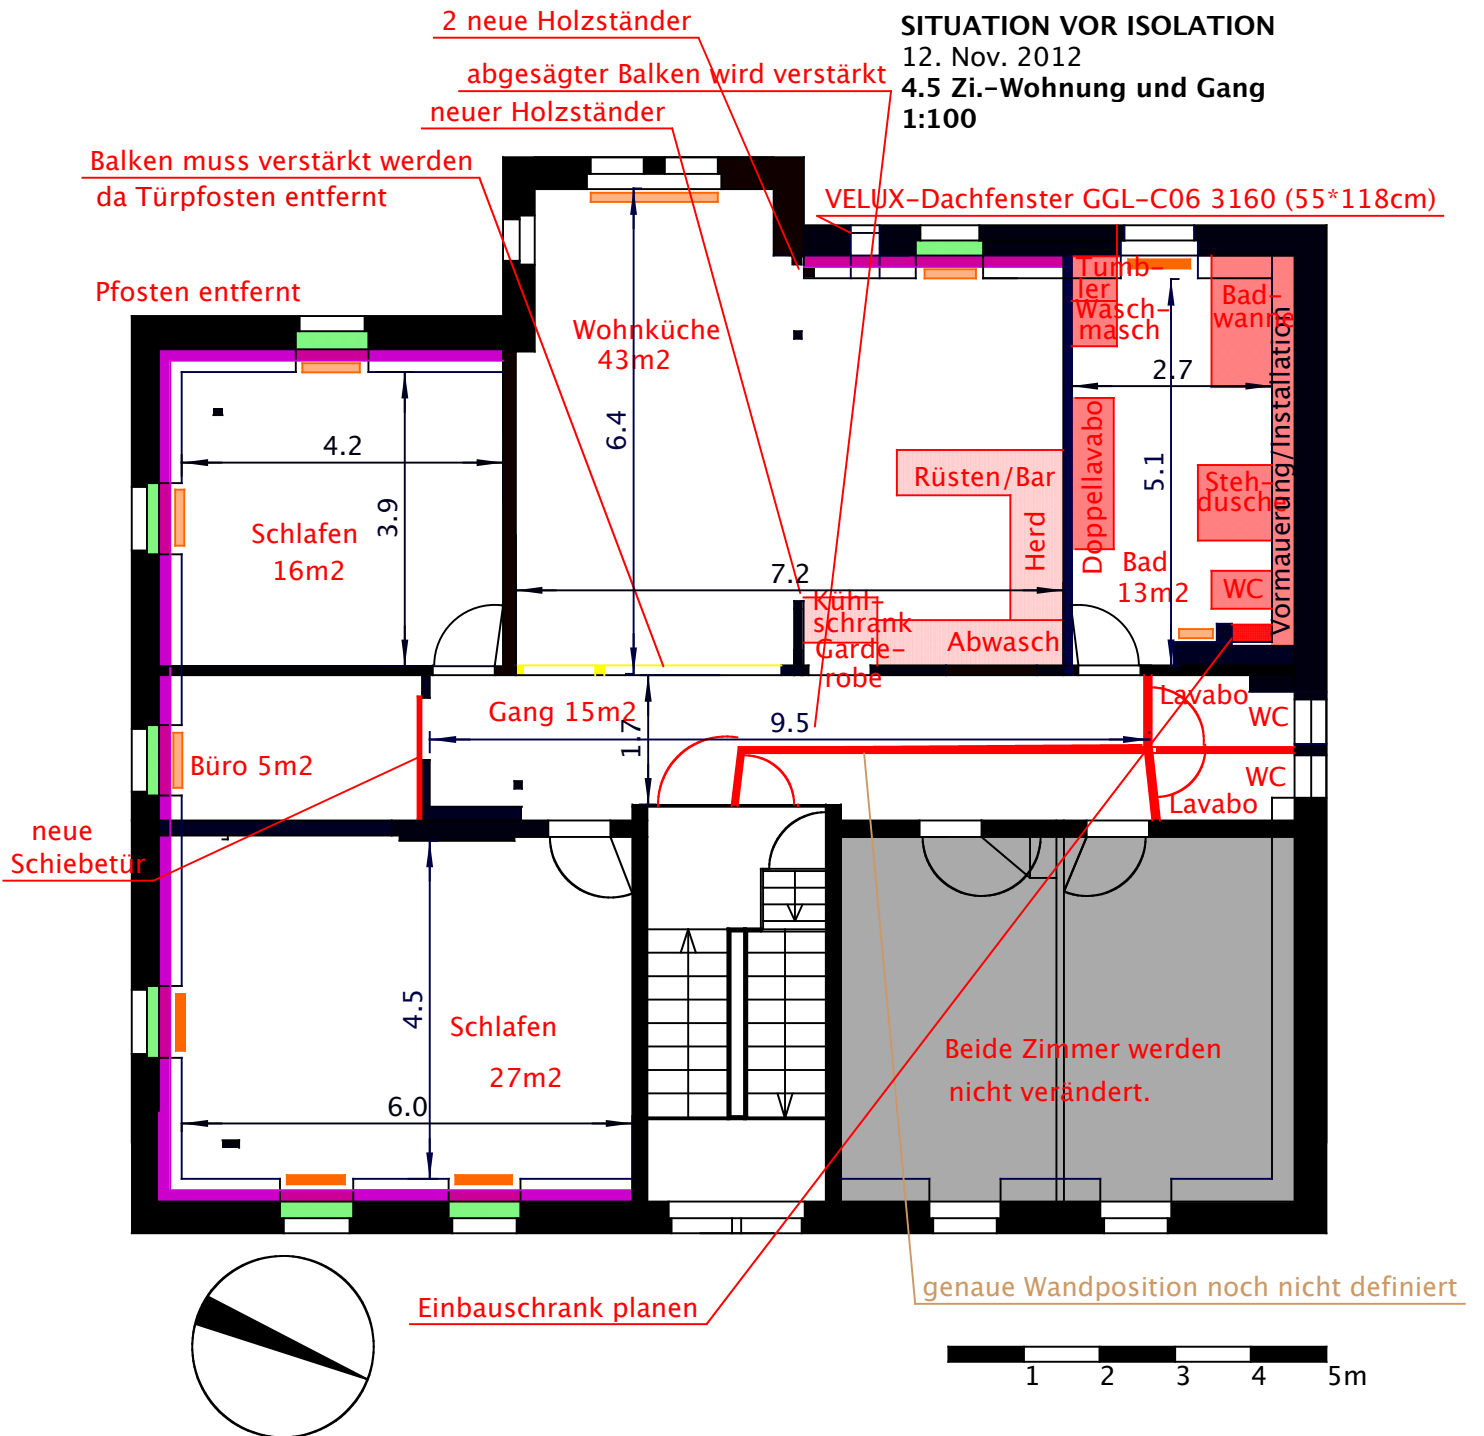 2 neue Holzständer
SITUATION VOR ISOLATION
12. Nov. 2012
4.5 Zi.-Wohnung und Gang
1:100
abgesägter Balken wird verstärkt
neuer Holzständer
Balken muss verstärkt werden
da Türpfosten entfernt
VELUX-Dachfenster GGL-C06 3160 (55*118cm)
Pfosten entfernt
Wohnküche
43m2
Tumb-
ler
Wasch-
masch
Bad-
wanne
Vormauerung/Installation
2.7
6.4
4.2
3.9
Schlafen
16m2
Rüsten/Bar
Herd
Doppellavabo
5.1
Steh-
dusche
Bad
13m2
WC
7.2
Kühl-
schrank
Garde-
robe
Abwasch
Gang 15m2
1.7
9.5
Lavabo
WC
WC
Lavabo
Büro 5m2
neue
Schiebetür
4.5
Schlafen
27m2
6.0
Beide Zimmer werden
nicht verändert.
genaue Wandposition noch nicht definiert
Einbauschrank planen
1 2 3 4 5m